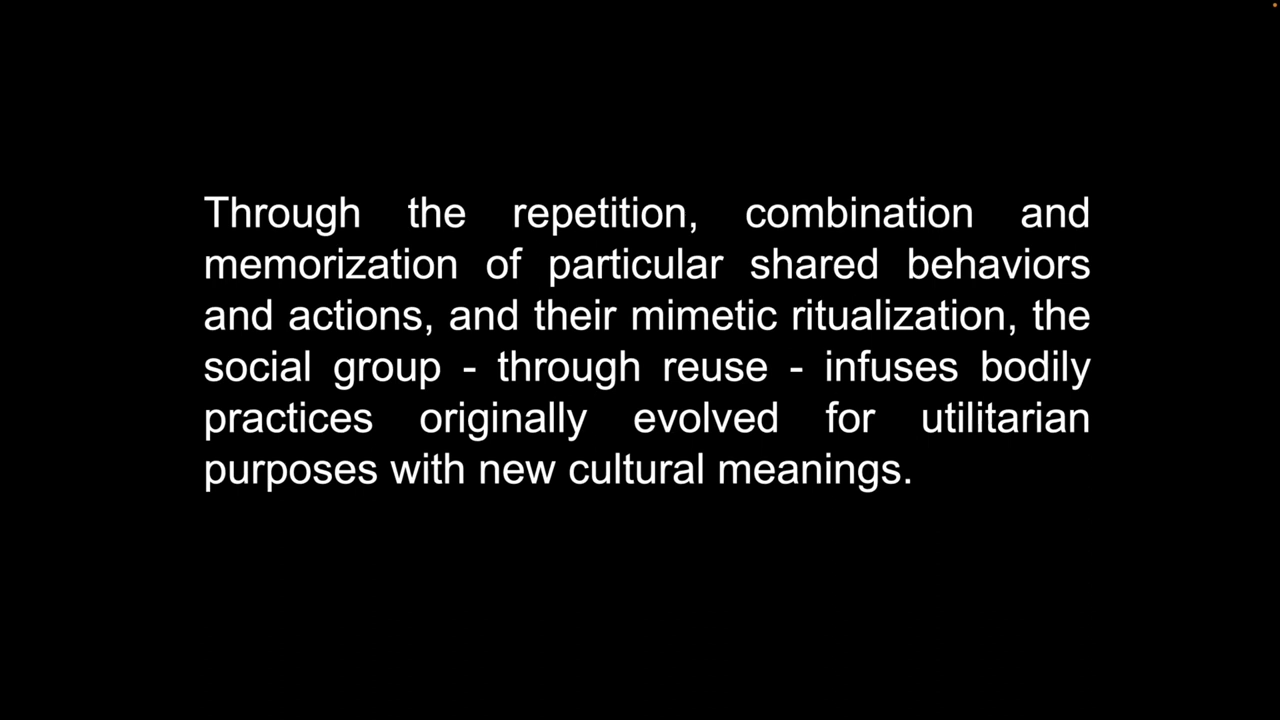 Through the repetition, combination and
memorization of particular shared behaviors
and actions, and their mimetic ritualization, the
social group - through reuse - infuses bodily
practices originally evolved for utilitarian
purposes with new cultural meanings.